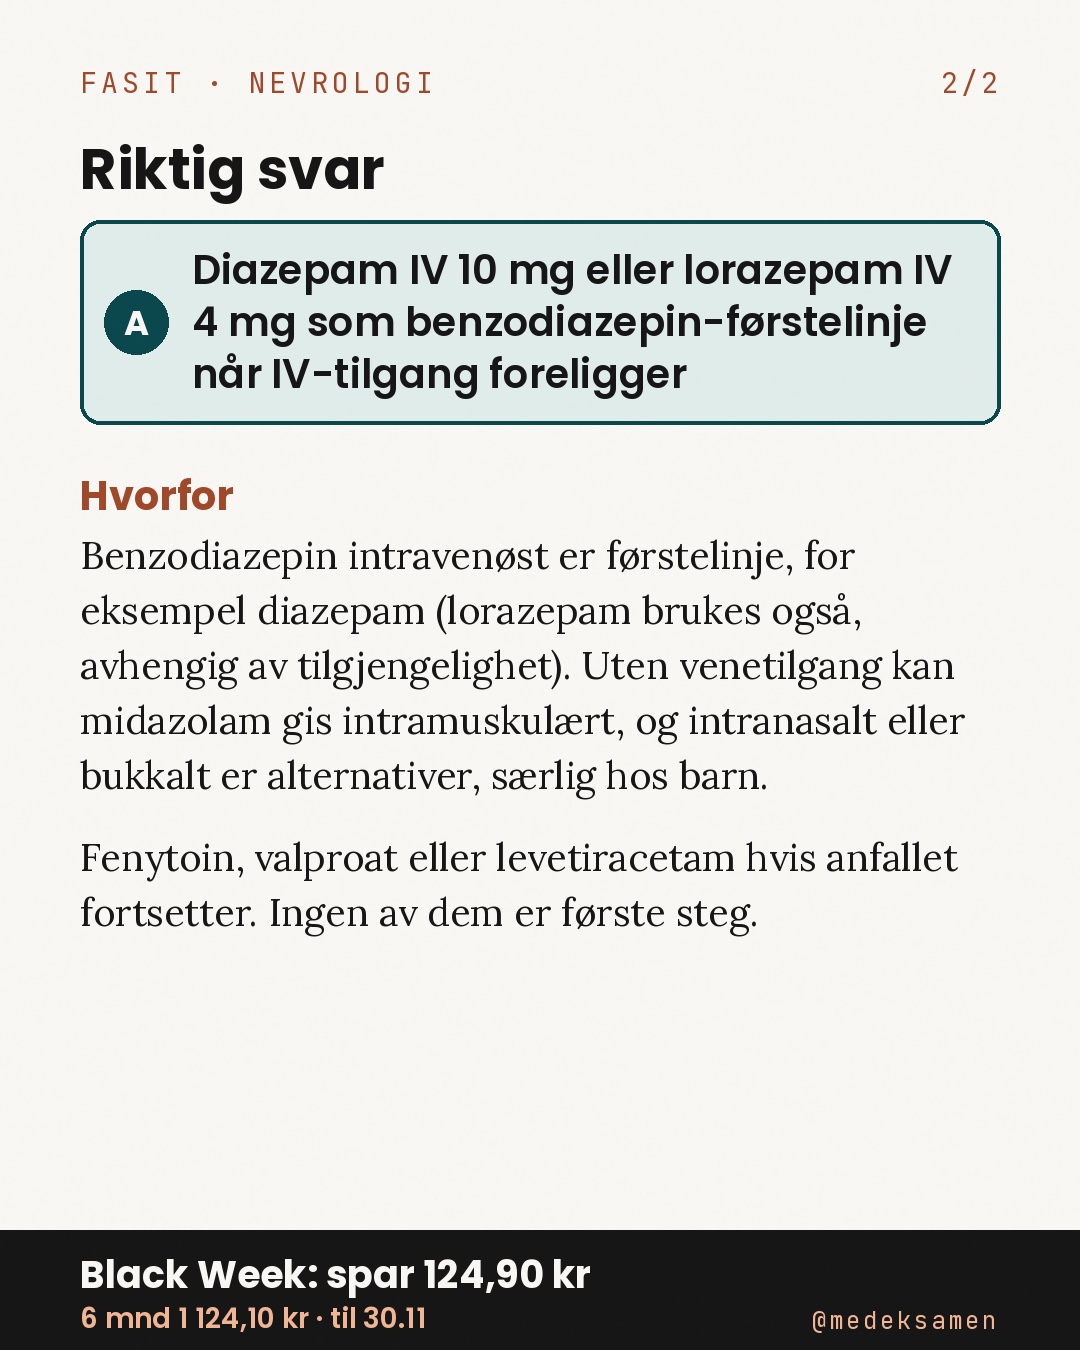 FASIT · NEVROLOGI
2/2
Riktig svar
A
Diazepam IV 10 mg eller lorazepam IV
4 mg som benzodiazepin-førstelinje
når IV-tilgang foreligger
Hvorfor
Benzodiazepin intravenøst er førstelinje, for
eksempel diazepam (lorazepam brukes også,
avhengig av tilgjengelighet). Uten venetilgang kan
midazolam gis intramuskulært, og intranasalt eller
bukkalt er alternativer, særlig hos barn.
Fenytoin, valproat eller levetiracetam hvis anfallet
fortsetter. Ingen av dem er første steg.
Black Week: spar 124,90 kr
6 mnd 1 124,10 kr · til 30.11
@medeksamen